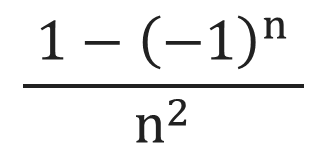 1 − (−1)ⁿ
n²